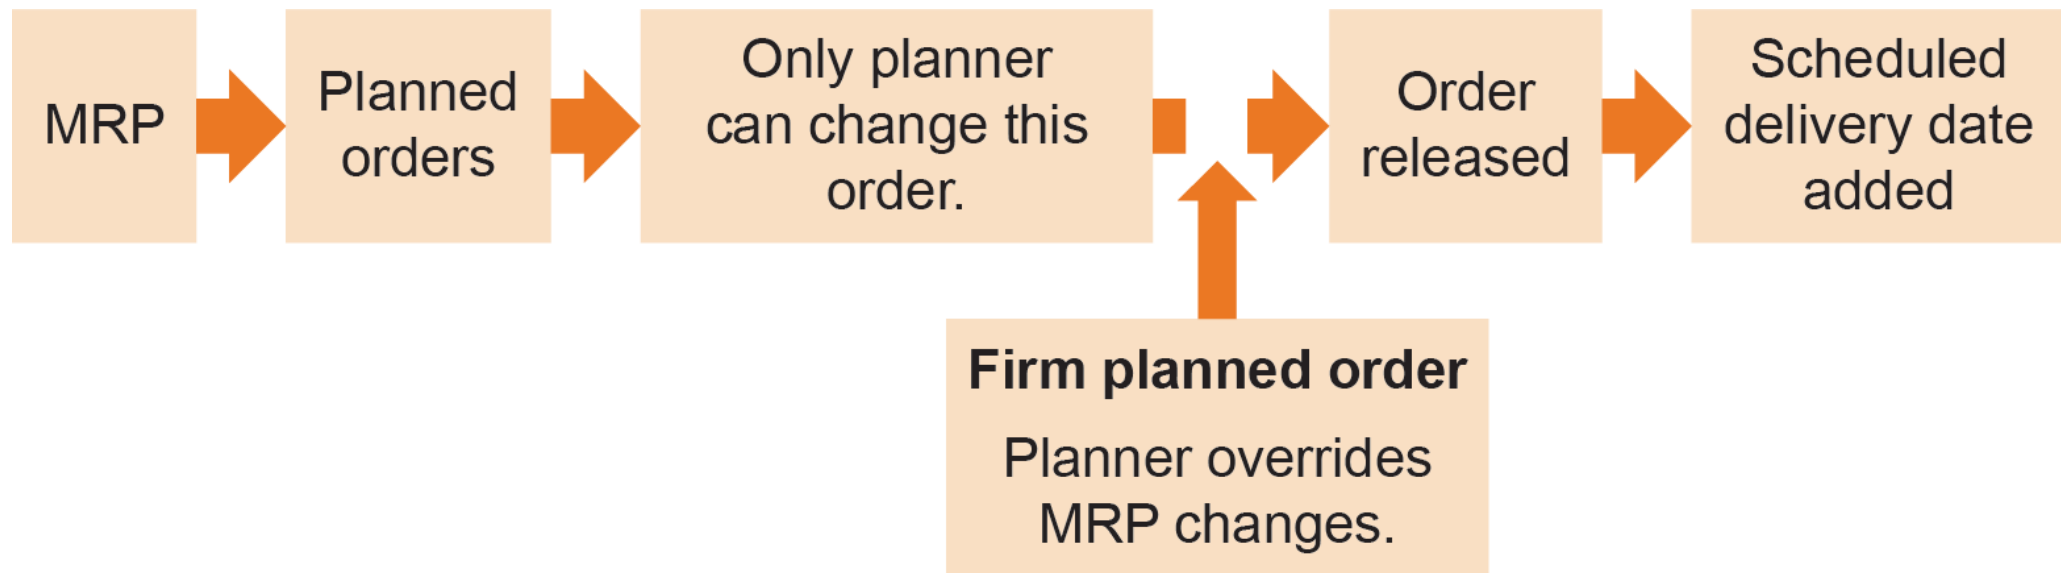 MRP
Planned
orders
Only planner
can change this
order.
Order
released
Scheduled
delivery date
added
Firm planned order
Planner overrides
MRP changes.